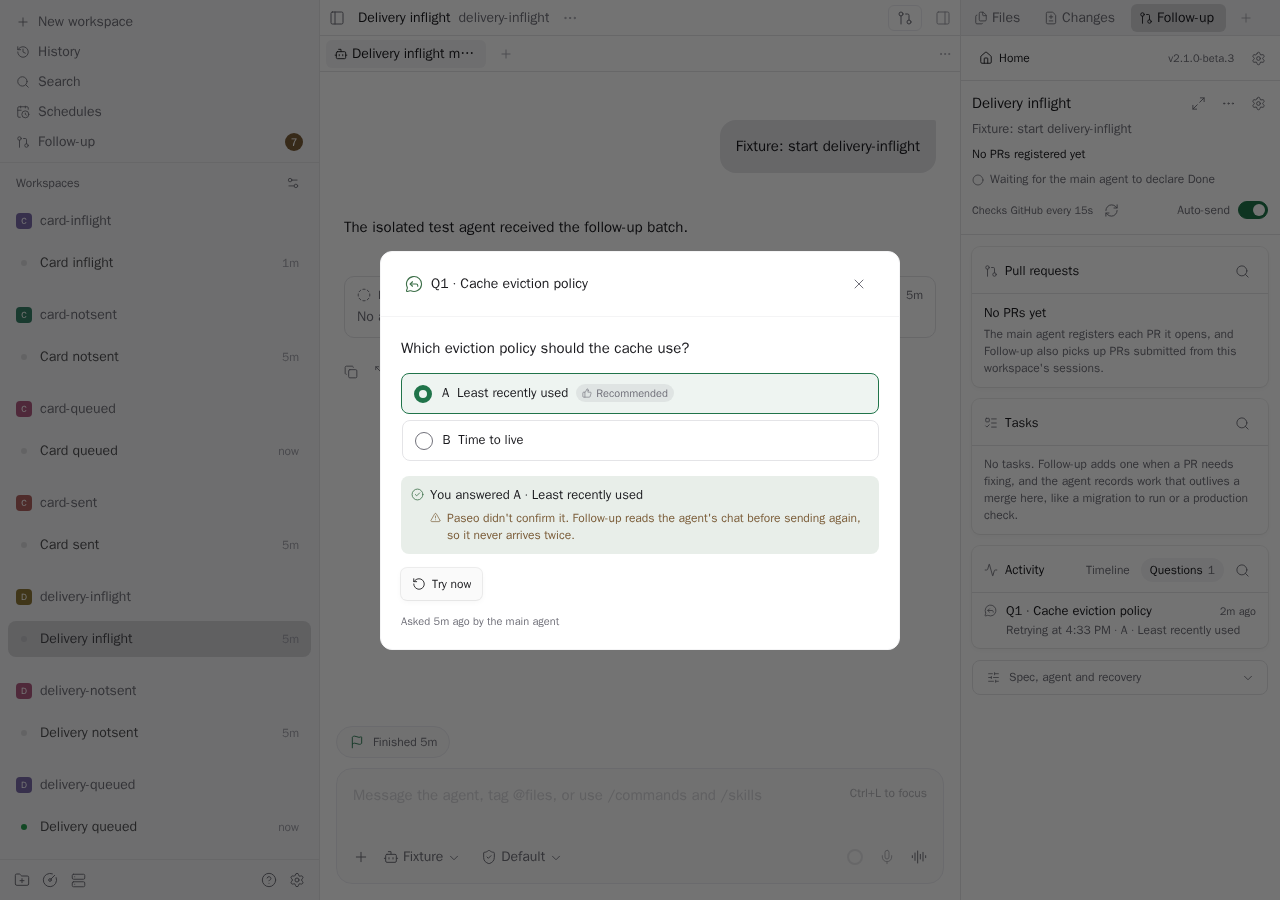 New workspace
History
Search
Schedules
Follow-up 7
Workspaces
C card-inflight
Card inflight 1m
C card-notsent
Card notsent 5m
C card-queued
Card queued now
C card-sent
Card sent 5m
D delivery-inflight
Delivery inflight 5m
D delivery-notsent
Delivery notsent 5m
D delivery-queued
Delivery queued now
Delivery inflight delivery-inflight
Delivery inflight m···
Fixture: start delivery-inflight
The isolated test agent received the follow-up batch.
5m
Q1 · Cache eviction policy
Which eviction policy should the cache use?
A Least recently used Recommended
B Time to live
You answered A · Least recently used
Paseo didn't confirm it. Follow-up reads the agent's chat before sending again,
so it never arrives twice.
Try now
Asked 5m ago by the main agent
Finished 5m
Message the agent, tag @files, or use /commands and /skills
Ctrl+L to focus
Fixture
Default
Files
Changes
Follow-up
Home
v2.1.0-beta.3
Delivery inflight
Fixture: start delivery-inflight
No PRs registered yet
Waiting for the main agent to declare Done
Checks GitHub every 15s
Auto-send
Pull requests
No PRs yet
The main agent registers each PR it opens, and
Follow-up also picks up PRs submitted from this
workspace's sessions.
Tasks
No tasks. Follow-up adds one when a PR needs
fixing, and the agent records work that outlives a
merge here, like a migration to run or a production
check.
Activity
Timeline
Questions 1
Q1 · Cache eviction policy 2m ago
Retrying at 4:33 PM · A · Least recently used
Spec, agent and recovery